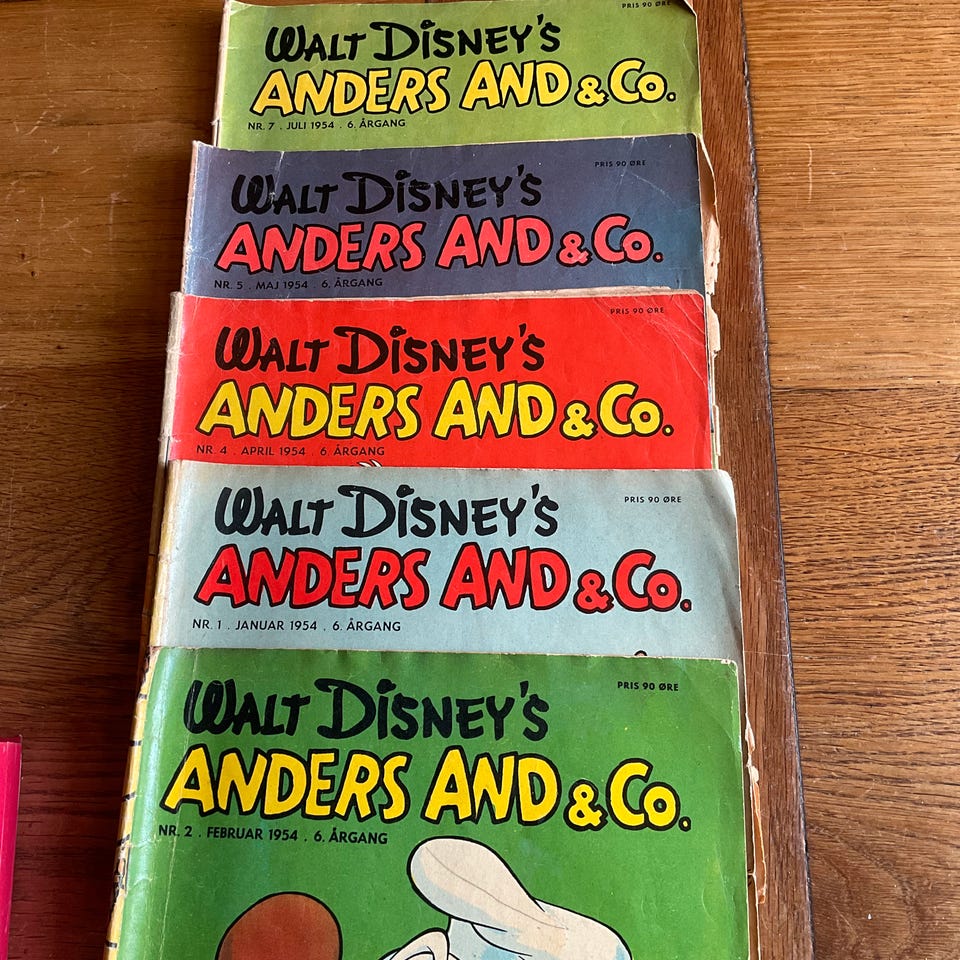 PRIS 90 ØRE
WALT DISNEY'S
ANDERS AND & Co.
NR. 7 . JULI 1954 . 6. ÅRGANG
PRIS 90 ØRE
WALT DISNEY'S
ANDERS AND & Co.
NR. 5 . MAJ 1954 . 6. ÅRGANG
PRIS 90 ØRE
WALT DISNEY'S
ANDERS AND & Co.
NR. 4 . APRIL 1954 . 6. ÅRGANG
PRIS 90 ØRE
WALT DISNEY'S
ANDERS AND & Co.
NR. 1 . JANUAR 1954 . 6. ÅRGANG
PRIS 90 ØRE
WALT DISNEY'S
ANDERS AND & Co.
NR. 2 . FEBRUAR 1954 . 6. ÅRGANG